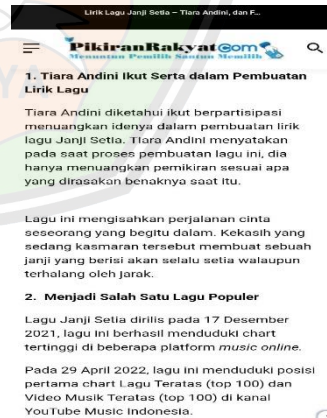 Lirik Lagu Janji Setia – Tiara Andini, dan F...
PikiranRakyat.com
Menuntun Pemilih Santun Memilih
1. Tiara Andini Ikut Serta dalam Pembuatan
Lirik Lagu
Tiara Andini diketahui ikut berpartisipasi
menuangkan idenya dalam pembuatan lirik
lagu Janji Setia. Tiara Andini menyatakan
pada saat proses pembuatan lagu ini, dia
hanya menuangkan pemikiran sesuai apa
yang dirasakan benaknya saat itu.
Lagu ini mengisahkan perjalanan cinta
seseorang yang begitu dalam. Kekasih yang
sedang kasmaran tersebut membuat sebuah
janji yang berisi akan selalu setia walaupun
terhalang oleh jarak.
2. Menjadi Salah Satu Lagu Populer
Lagu Janji Setia dirilis pada 17 Desember
2021, lagu ini berhasil menduduki chart
tertinggi di beberapa platform music online.
Pada 29 April 2022, lagu ini menduduki posisi
pertama chart Lagu Teratas (top 100) dan
Video Musik Teratas (top 100) di kanal
YouTube Music Indonesia.